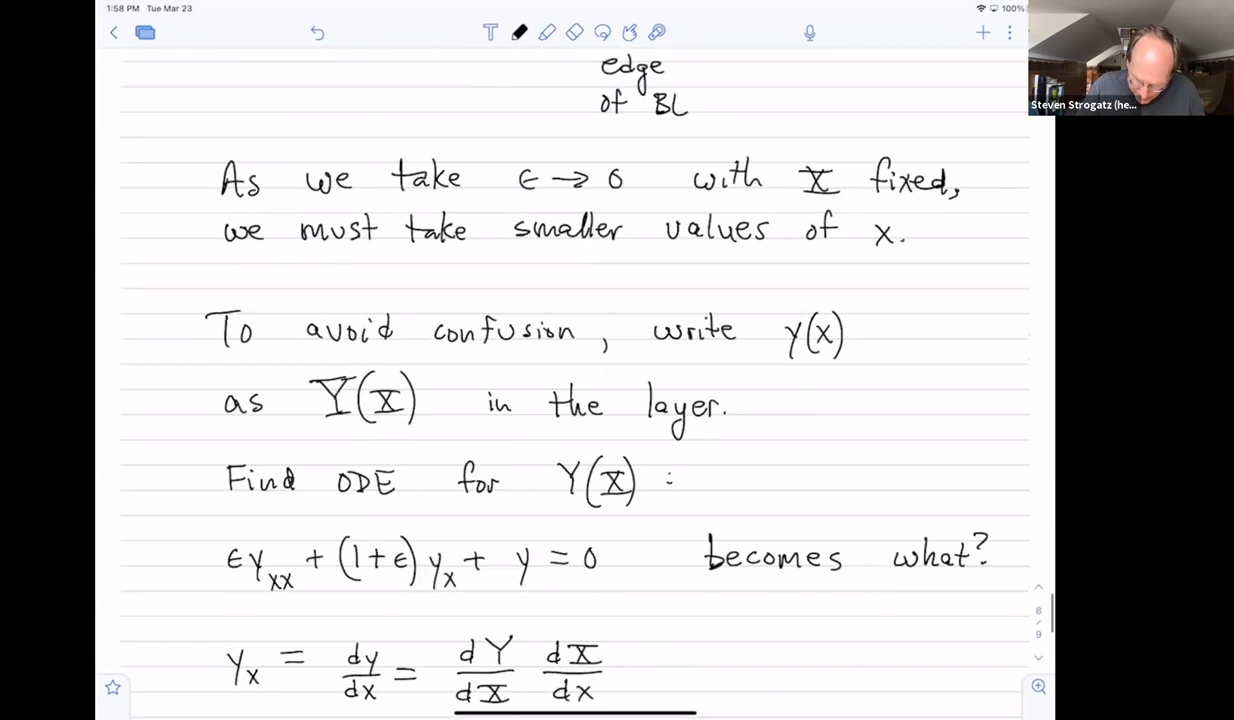 1:58 PM Tue Mar 23
100%
Steven Strogatz (he...
edge
of BL
As we take ϵ → 0 with X fixed,
we must take smaller values of x.
To avoid confusion, write y(x)
as Y(X) in the layer.
Find ODE for Y(X) :
ϵy_xx + (1+ϵ) y_x + y = 0 becomes what?
y_x = dy/dx = dY/dX dX/dx
8
/
9